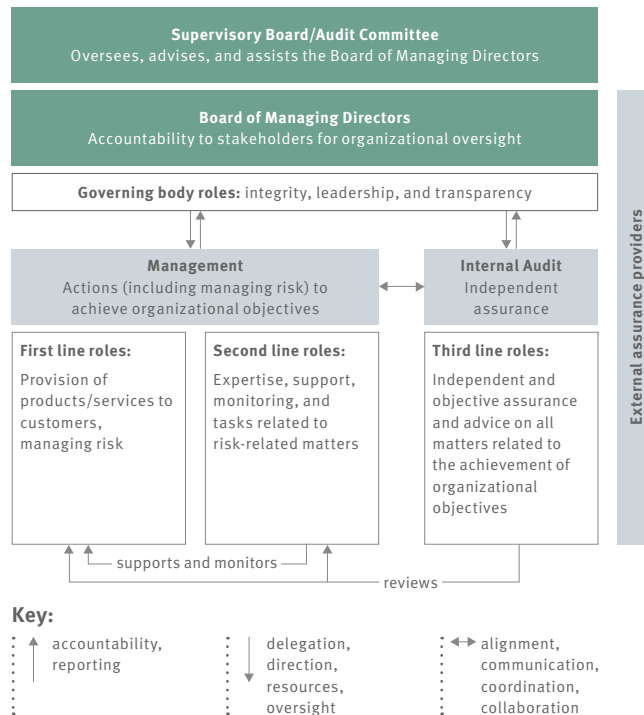 Supervisory Board/Audit Committee
Oversees, advises, and assists the Board of Managing Directors
Board of Managing Directors
Accountability to stakeholders for organizational oversight
Governing body roles: integrity, leadership, and transparency
Management
Actions (including managing risk) to
achieve organizational objectives
Internal Audit
Independent
assurance
First line roles:
Provision of
products/services to
customers,
managing risk
Second line roles:
Expertise, support,
monitoring, and
tasks related to
risk-related matters
Third line roles:
Independent and
objective assurance
and advice on all
matters related to
the achievement of
organizational
objectives
External assurance providers
supports and monitors
reviews
Key:
accountability,
reporting
delegation,
direction,
resources,
oversight
alignment,
communication,
coordination,
collaboration